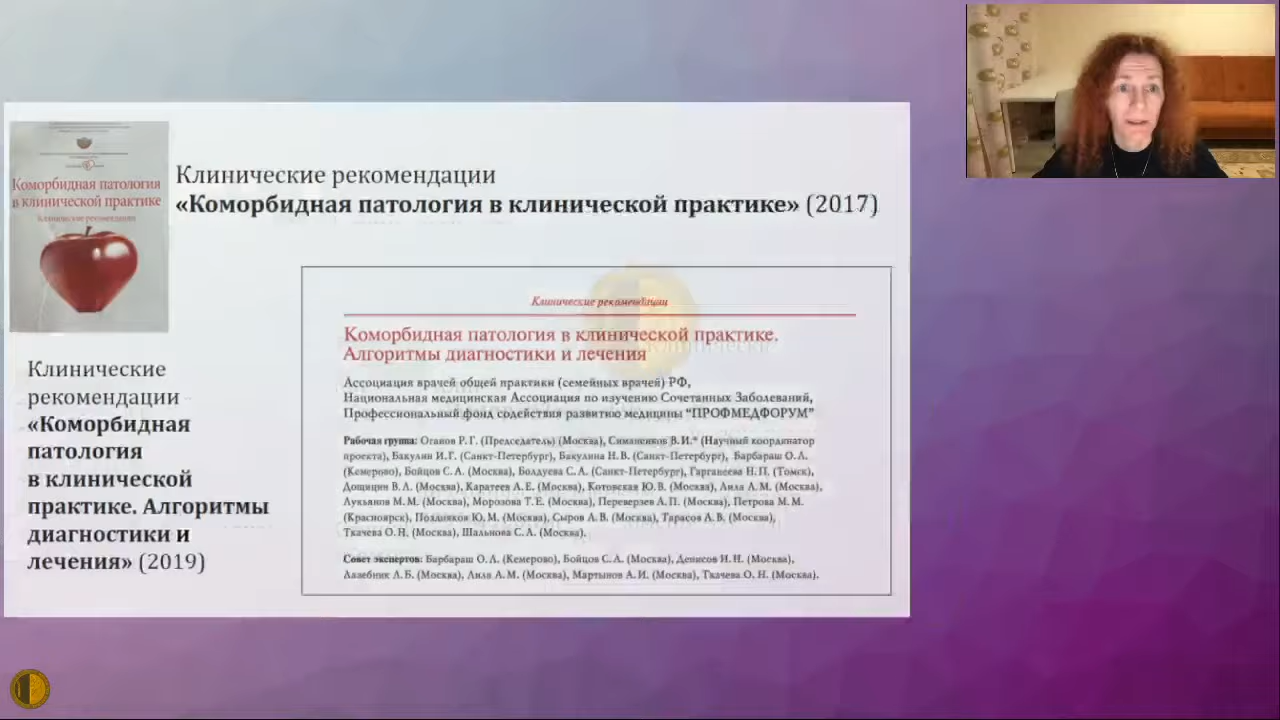 Коморбидная патология
в клинической практике
Клинические рекомендации
Клинические рекомендации
«Коморбидная патология в клинической практике» (2017)
Клинические
рекомендации
«Коморбидная
патология
в клинической
практике. Алгоритмы
диагностики и
лечения» (2019)
Клинические рекомендации
Коморбидная патология в клинической практике.
Алгоритмы диагностики и лечения
Ассоциация врачей общей практики (семейных врачей) РФ,
Национальная медицинская Ассоциация по изучению Сочетанных Заболеваний,
Профессиональный фонд содействия развитию медицины “ПРОФМЕДФОРУМ”
Рабочая группа: Оганов Р. Г. (Председатель) (Москва), Симаненков В. И.* (Научный координатор
проекта), Бакулин И. Г. (Санкт-Петербург), Бакулина Н. В. (Санкт-Петербург), Барбараш О. Л.
(Кемерово), Бойцов С. А. (Москва), Болдуева С. А. (Санкт-Петербург), Гарганеева Н. П. (Томск),
Дощицин В. Л. (Москва), Каратеев А. Е. (Москва), Котовская Ю. В. (Москва), Лила А. М. (Москва),
Лукьянов М. М. (Москва), Морозова Т. Е. (Москва), Переверзев А. П. (Москва), Петрова М. М.
(Красноярск), Поздняков Ю. М. (Москва), Сыров А. В. (Москва), Тарасов А. В. (Москва),
Ткачева О. Н. (Москва), Шальнова С. А. (Москва).
Совет экспертов: Барбараш О. Л. (Кемерово), Бойцов С. А. (Москва), Денисов И. Н. (Москва),
Лазебник Л. Б. (Москва), Лила А. М. (Москва), Мартынов А. И. (Москва), Ткачева О. Н. (Москва).